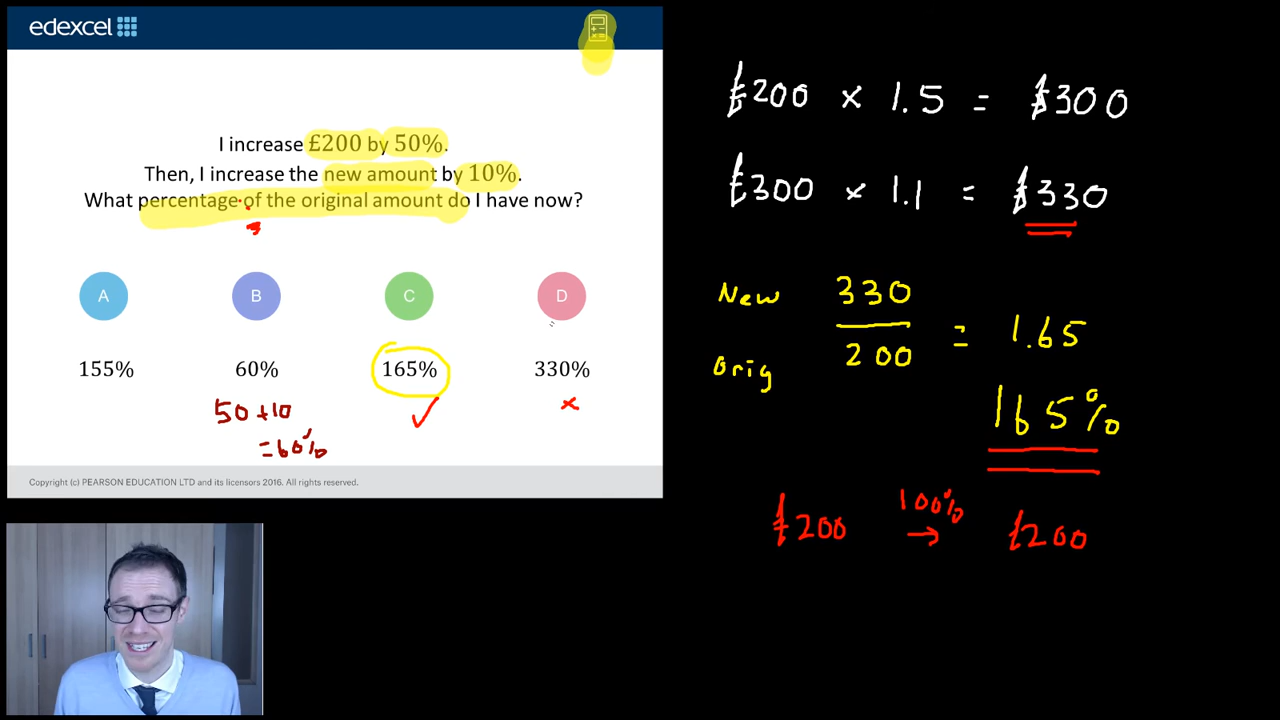 edexcel
I increase £200 by 50%.
Then, I increase the new amount by 10%.
What percentage of the original amount do I have now?
A
B
C
D
155%
60%
165%
330%
50 + 10
= 60%
Copyright (c) PEARSON EDUCATION LTD and its licensors 2016. All rights reserved.
£200 × 1.5 = £300
£300 × 1.1 = £330
New 330
Orig 200
= 1.65
165%
£200 100% → £200